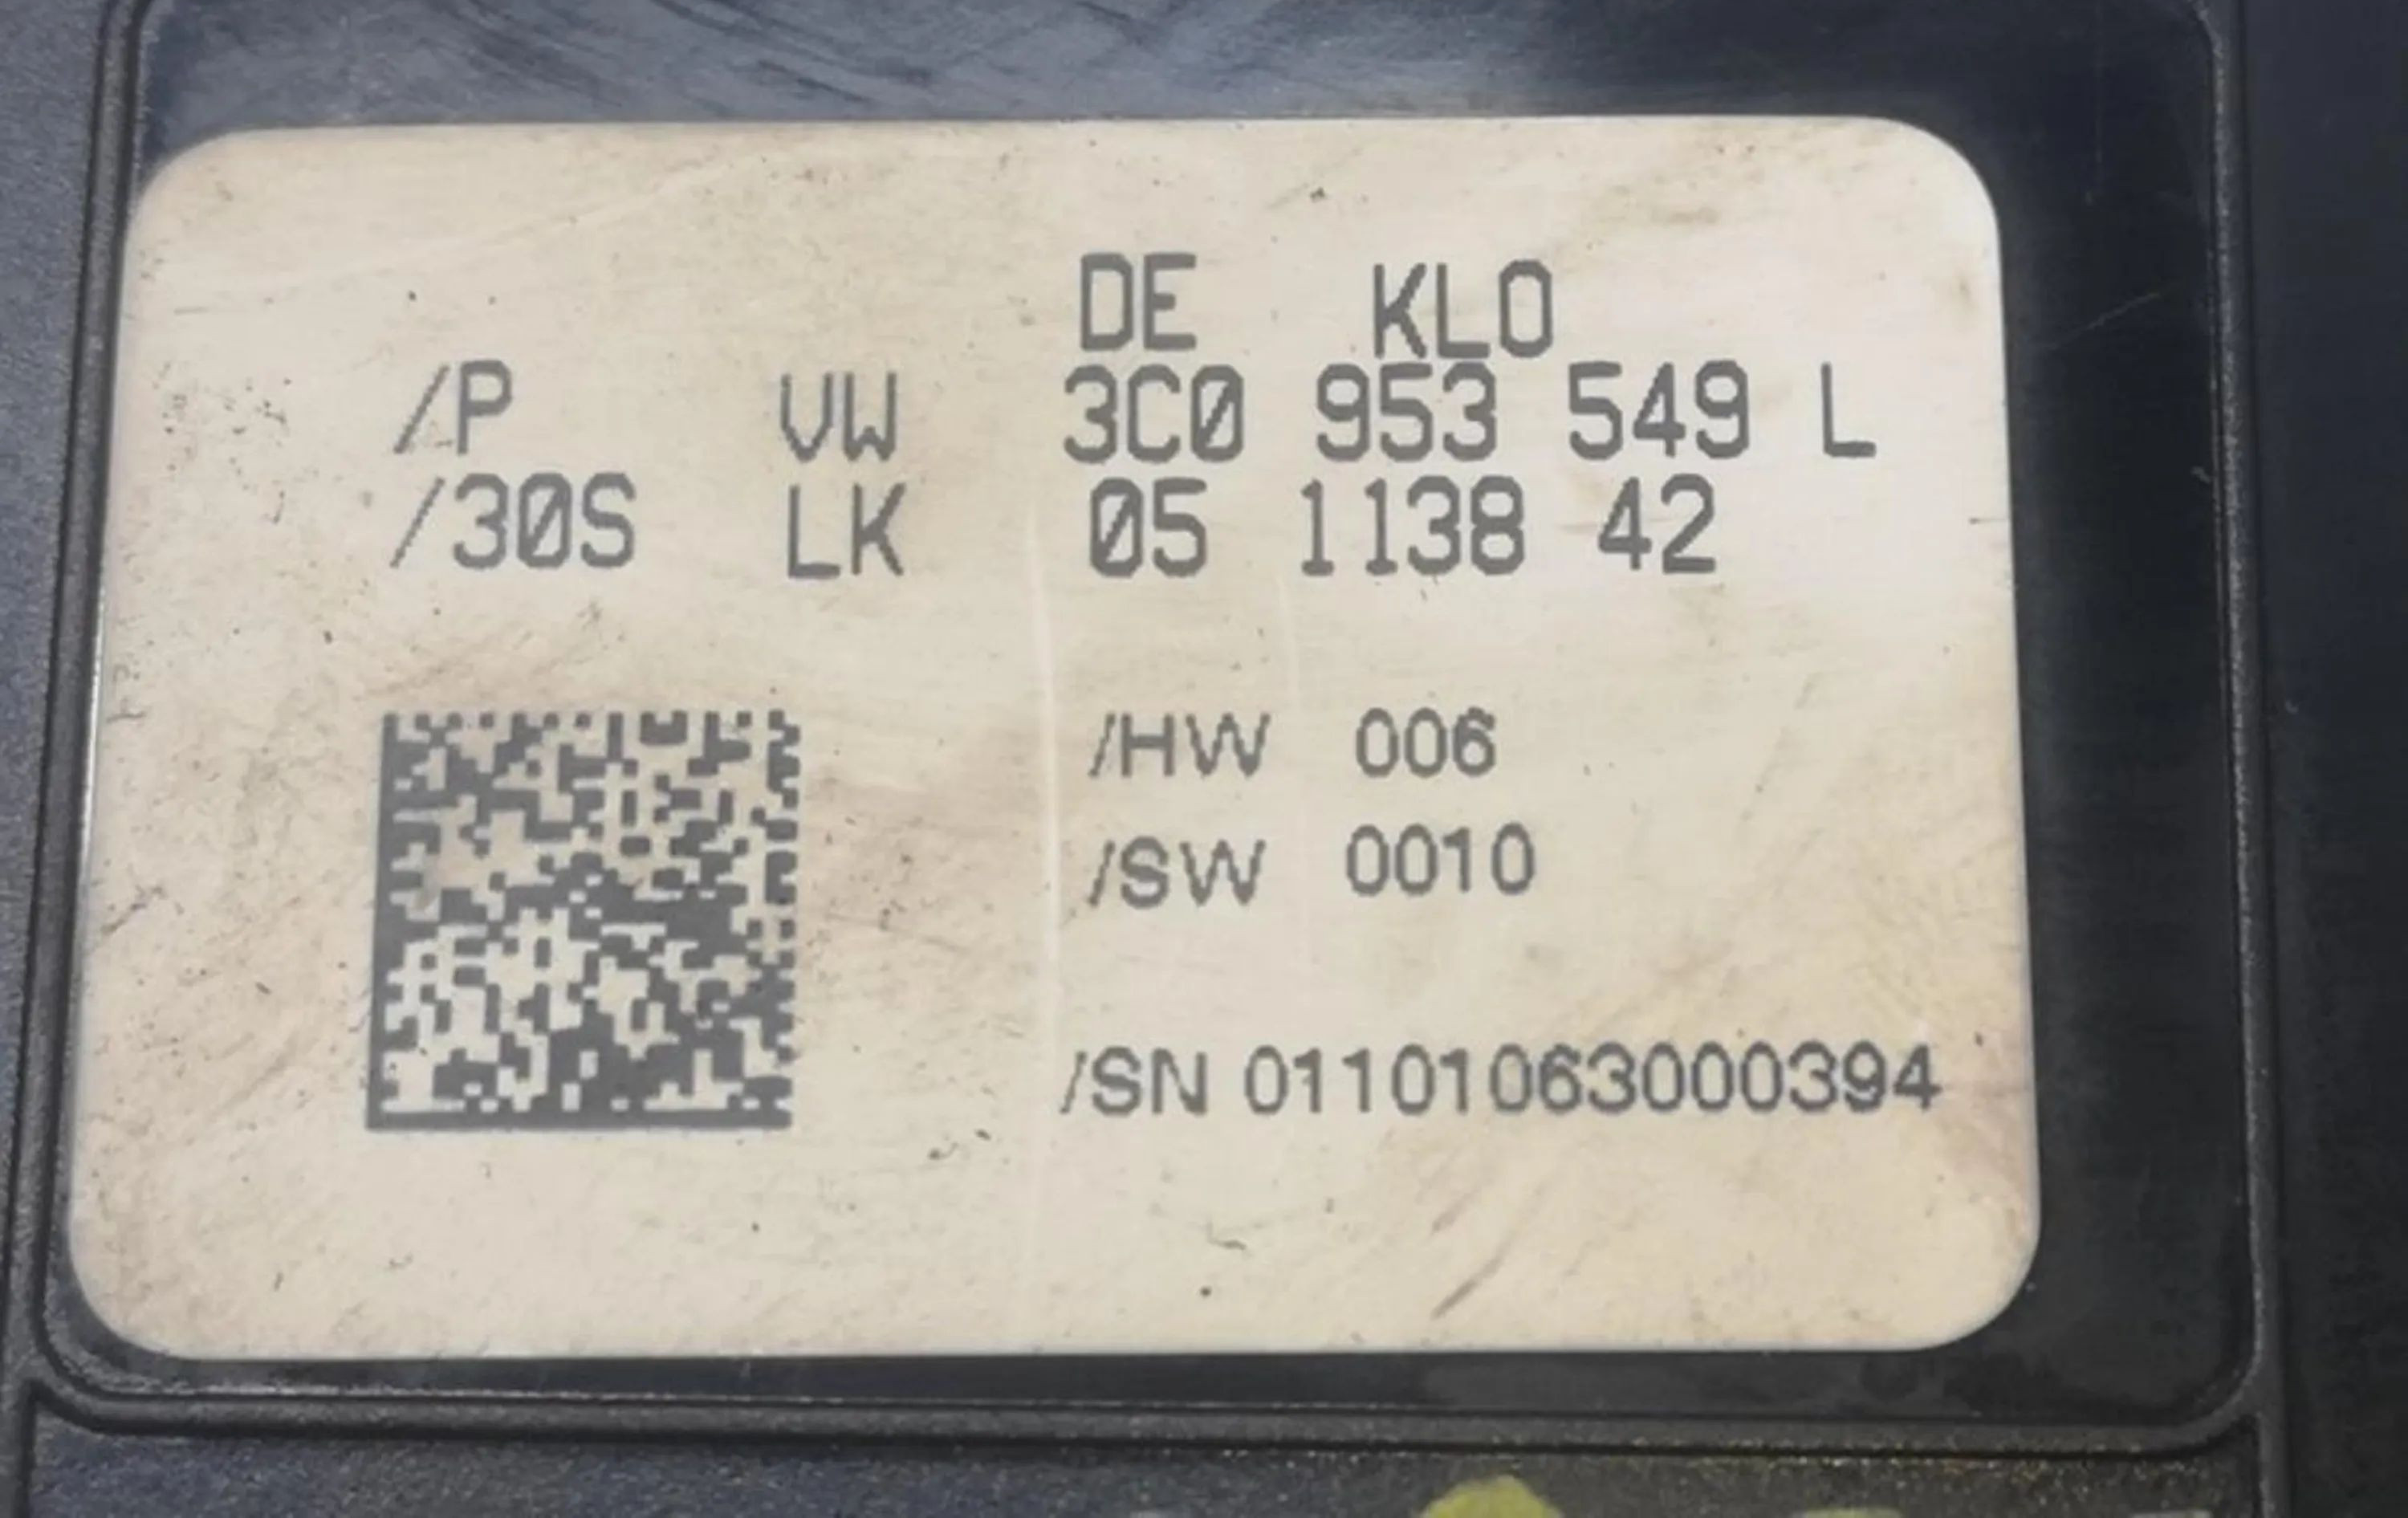 DE KLO
/P VW 3C0 953 549 L
/30S LK 05 1138 42
/HW 006
/SW 0010
/SN 01101063000394